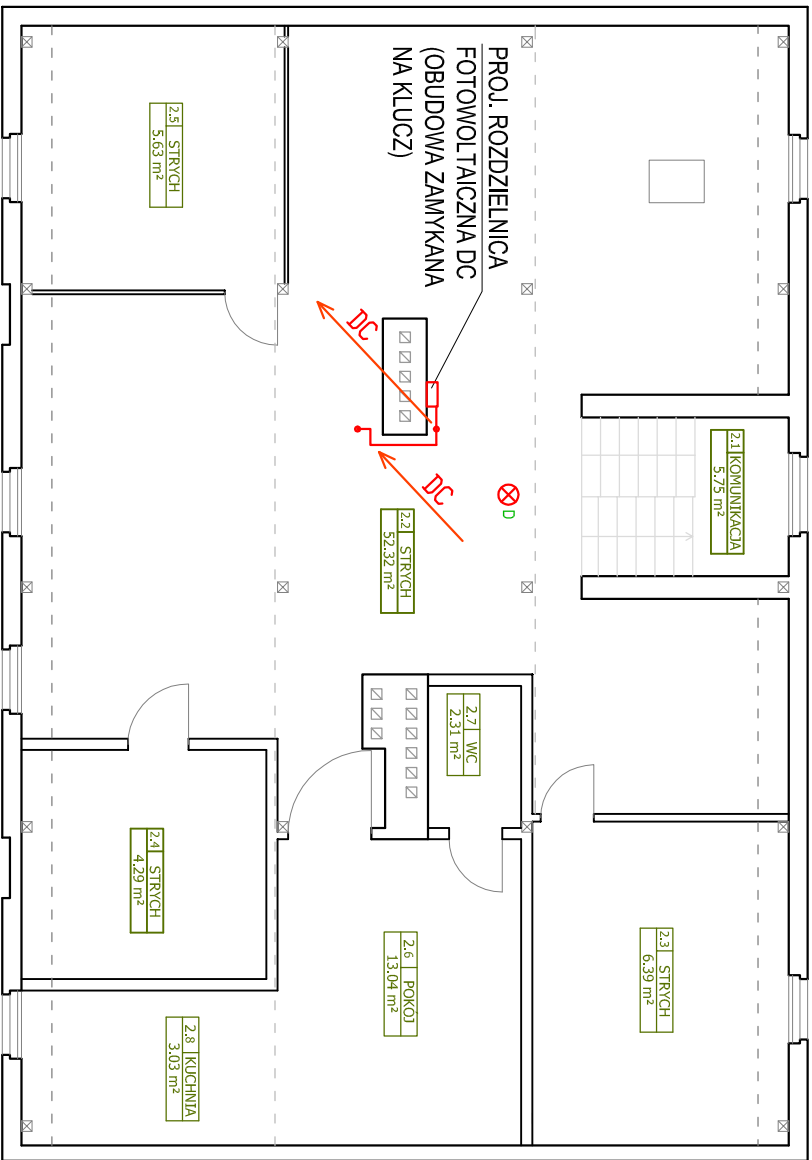 PROJ. ROZDZIELNICA
FOTOWOLTAICZNA DC
(OBUDOWA ZAMYKANA
NA KLUCZ)
2.1 KOMUNIKACJA
5.75 m²
2.5 STRYCH
5.63 m²
DC
DC
D
2.2 STRYCH
52.32 m²
2.7 WC
2.31 m²
2.3 STRYCH
6.39 m²
2.6 POKÓJ
13.04 m²
2.4 STRYCH
4.29 m²
2.8 KUCHNIA
3.03 m²